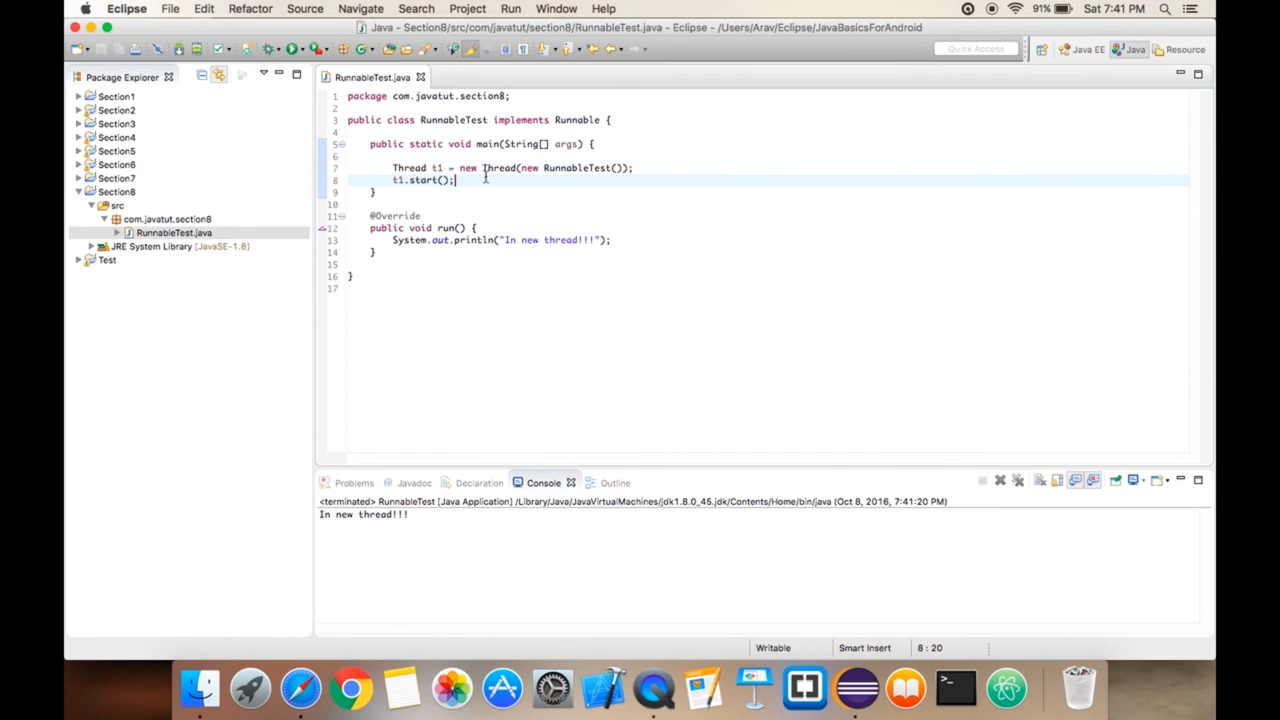 Eclipse File Edit Refactor Source Navigate Search Project Run Window Help 91% Sat 7:41 PM
Java - Section8/src/com/javatut/section8/RunnableTest.java - Eclipse - /Users/Arav/Eclipse/JavaBasicsForAndroid
Quick Access Java EE Java Resource
Package Explorer
Section1
Section2
Section3
Section4
Section5
Section6
Section7
Section8
src
com.javatut.section8
RunnableTest.java
JRE System Library [JavaSE-1.8]
Test
RunnableTest.java
1 package com.javatut.section8;
2
3 public class RunnableTest implements Runnable {
4
5 public static void main(String[] args) {
6
7 Thread t1 = new Thread(new RunnableTest());
8 t1.start();
9 }
10
11 @Override
12 public void run() {
13 System.out.println("In new thread!!!");
14 }
15
16 }
17
Problems Javadoc Declaration Console Outline
<terminated> RunnableTest [Java Application] /Library/Java/JavaVirtualMachines/jdk1.8.0_45.jdk/Contents/Home/bin/java (Oct 8, 2016, 7:41:20 PM)
In new thread!!!
Writable Smart Insert 8 : 20